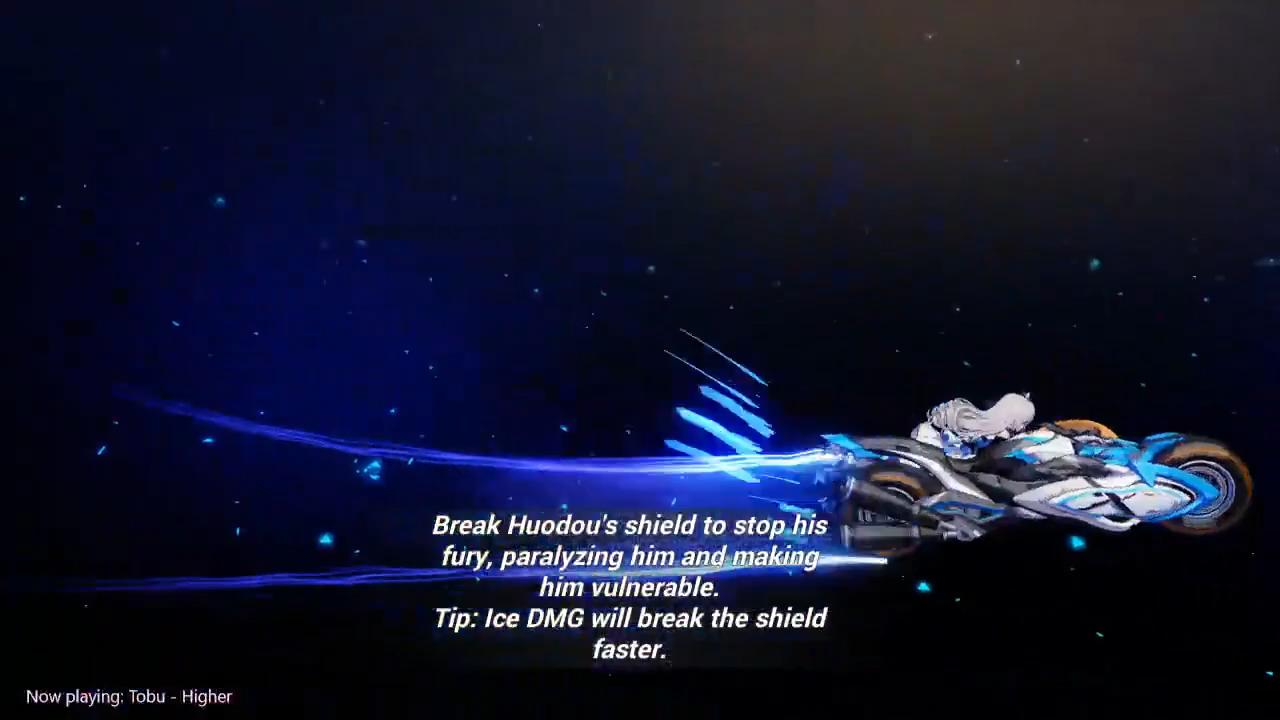 Break Huodou's shield to stop his
fury, paralyzing him and making
him vulnerable.
Tip: Ice DMG will break the shield
faster.
Now playing: Tobu - Higher